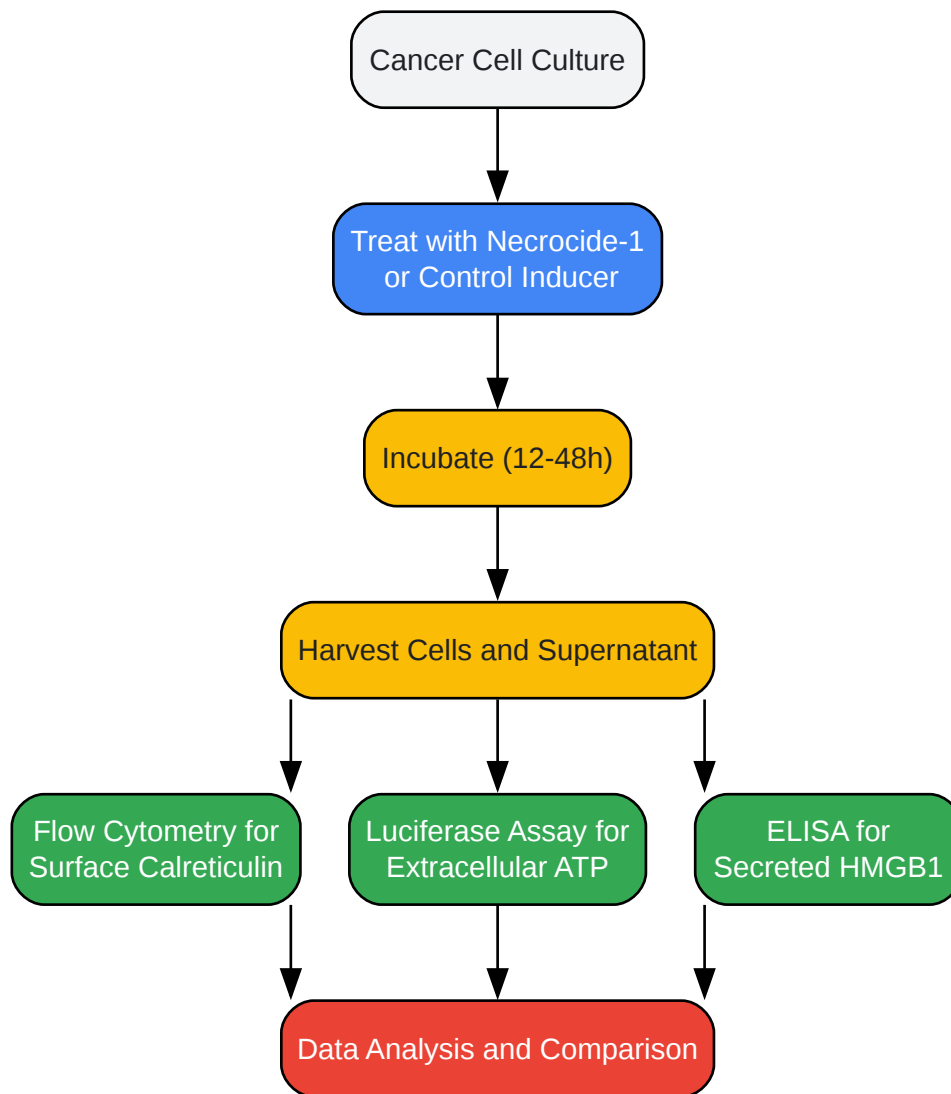 Cancer Cell Culture
Treat with Necrocide-1
or Control Inducer
Incubate (12-48h)
Harvest Cells and Supernatant
Flow Cytometry for
Surface Calreticulin
Luciferase Assay for
Extracellular ATP
ELISA for
Secreted HMGB1
Data Analysis and Comparison